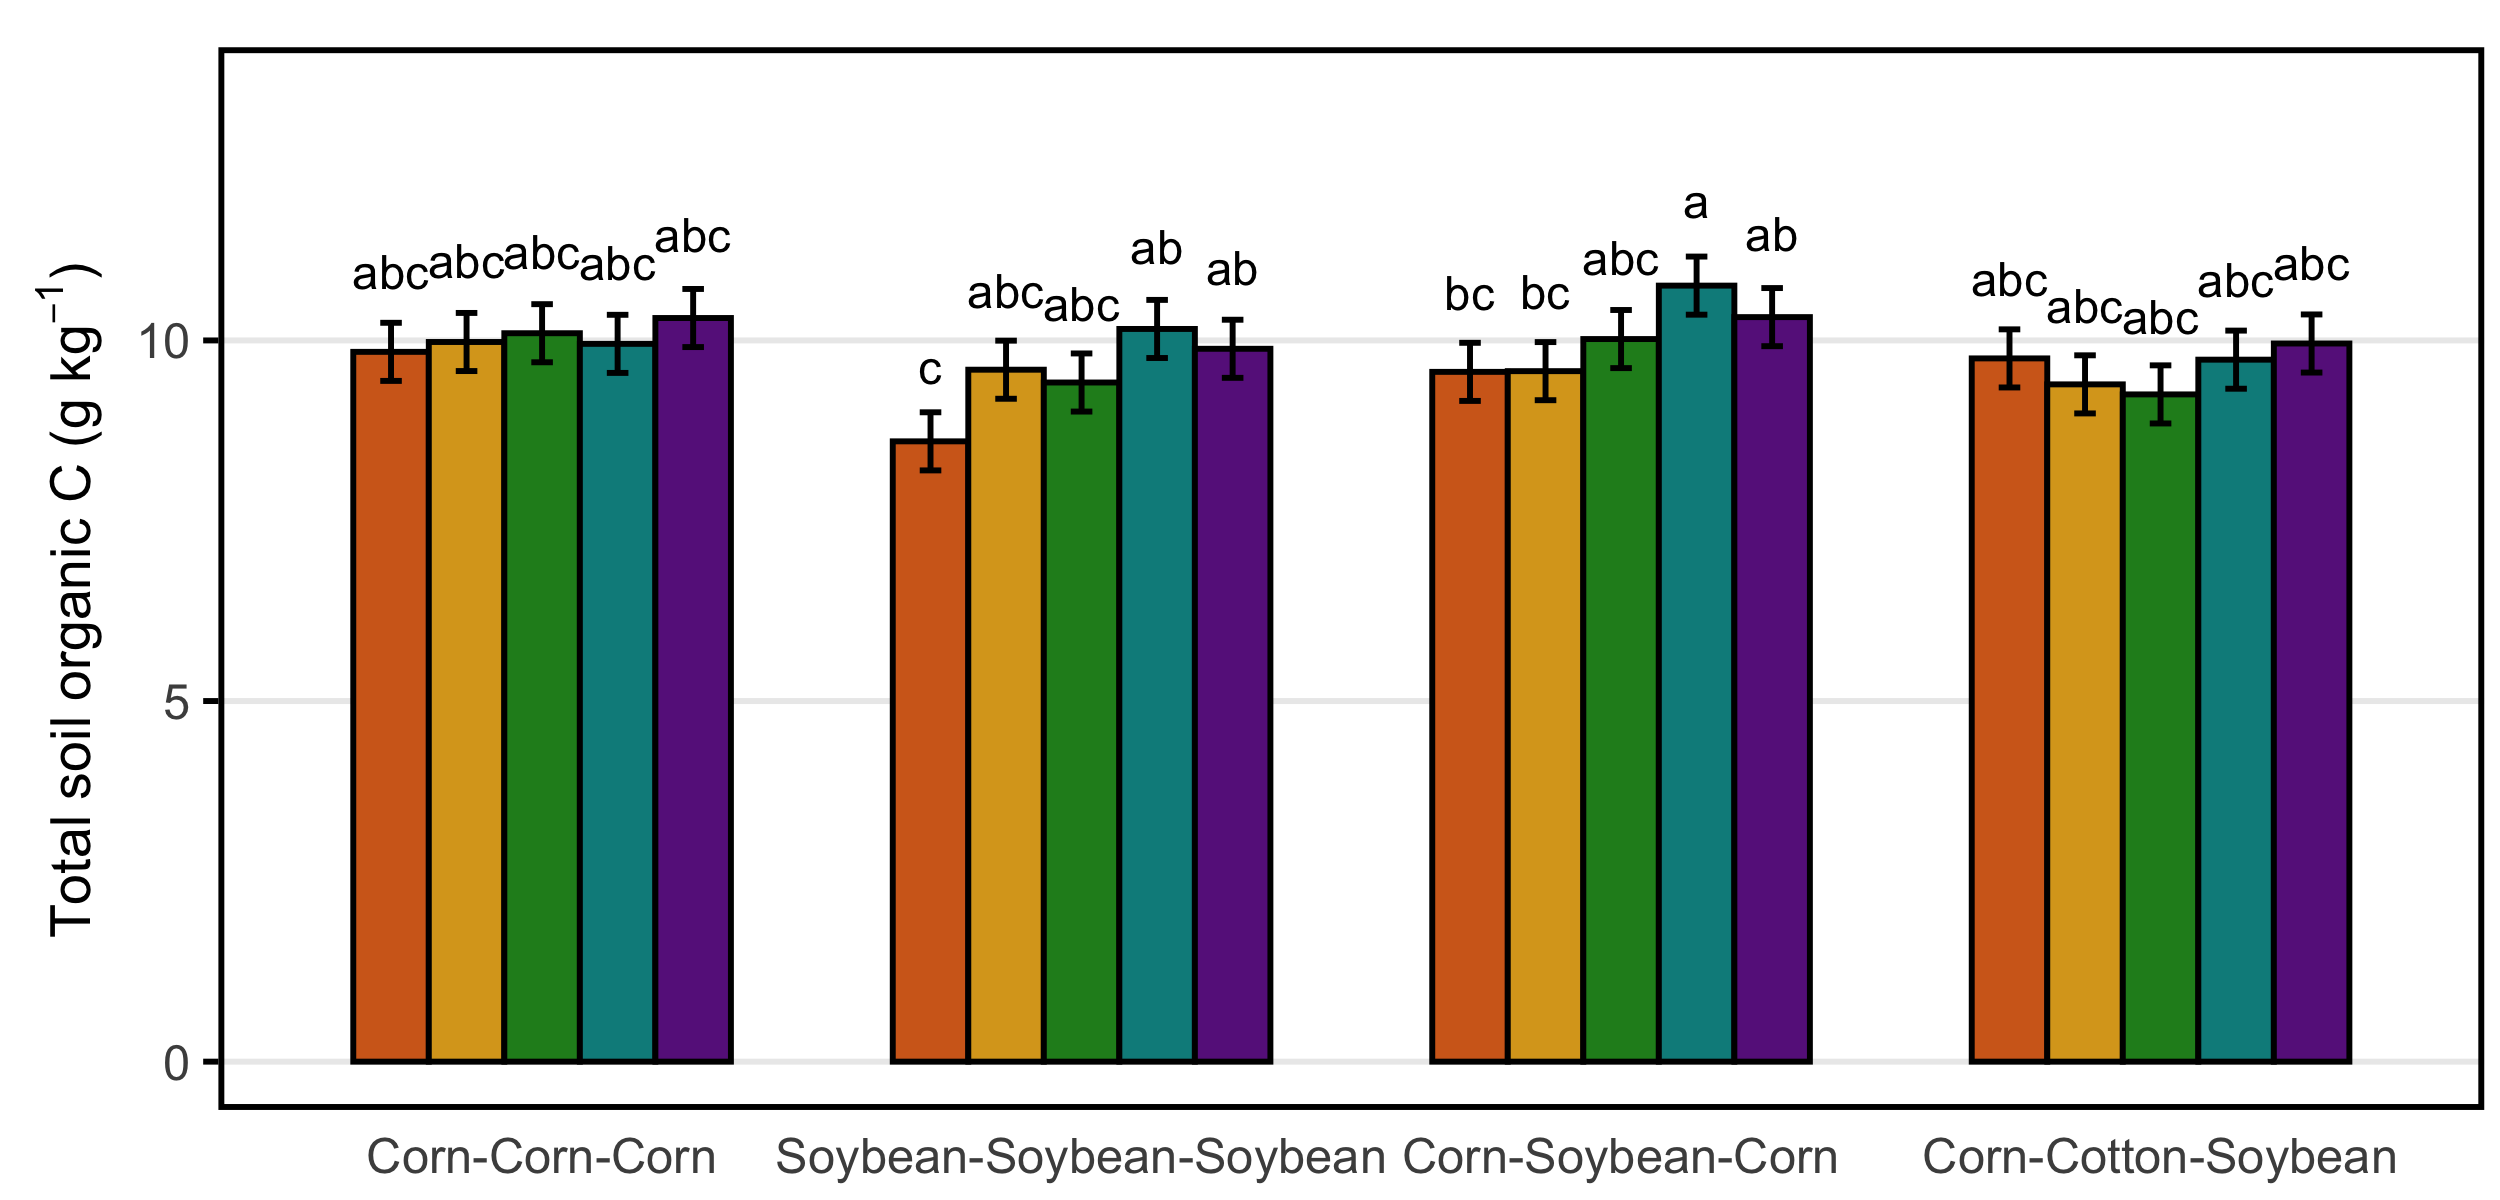 Total soil organic C (g kg⁻¹)
10
5
0
abc abc abc abc abc
c abc abc ab ab
bc bc abc a ab
abc abc abc abc abc
Corn-Corn-Corn Soybean-Soybean-Soybean Corn-Soybean-Corn Corn-Cotton-Soybean